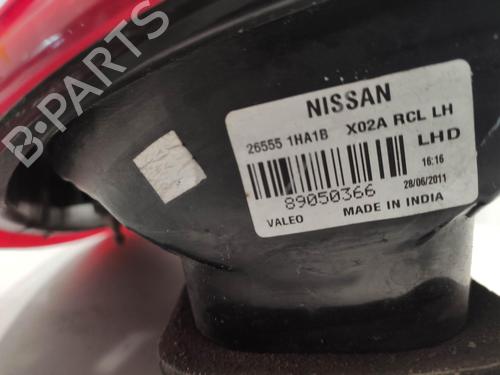 NISSAN
26555 1HA1B X02A RCL LH
LHD
16:16
89050366 28/06/2011
VALEO MADE IN INDIA
B-PARTS